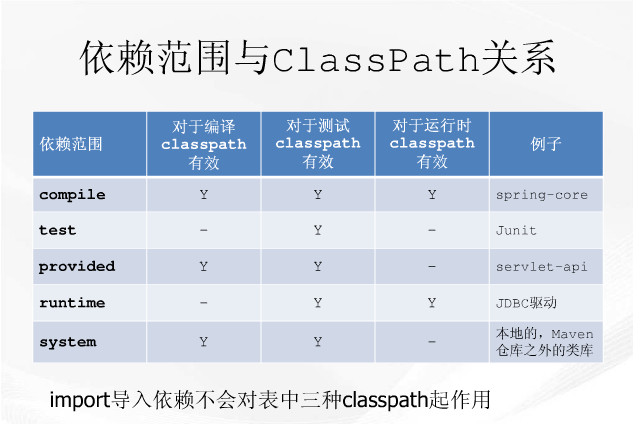 依赖范围与ClassPath关系
依赖范围
对于编译
classpath
有效
对于测试
classpath
有效
对于运行时
classpath
有效
例子
compile Y Y Y spring-core
test - Y - Junit
provided Y Y - servlet-api
runtime - Y Y JDBC驱动
system Y Y - 本地的，Maven
仓库之外的类库
import导入依赖不会对表中三种classpath起作用